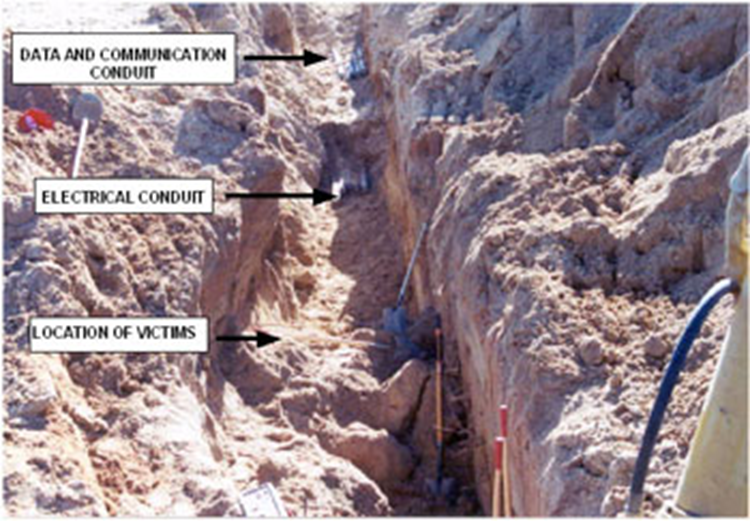 DATA AND COMMUNICATION
CONDUIT
ELECTRICAL CONDUIT
LOCATION OF VICTIMS